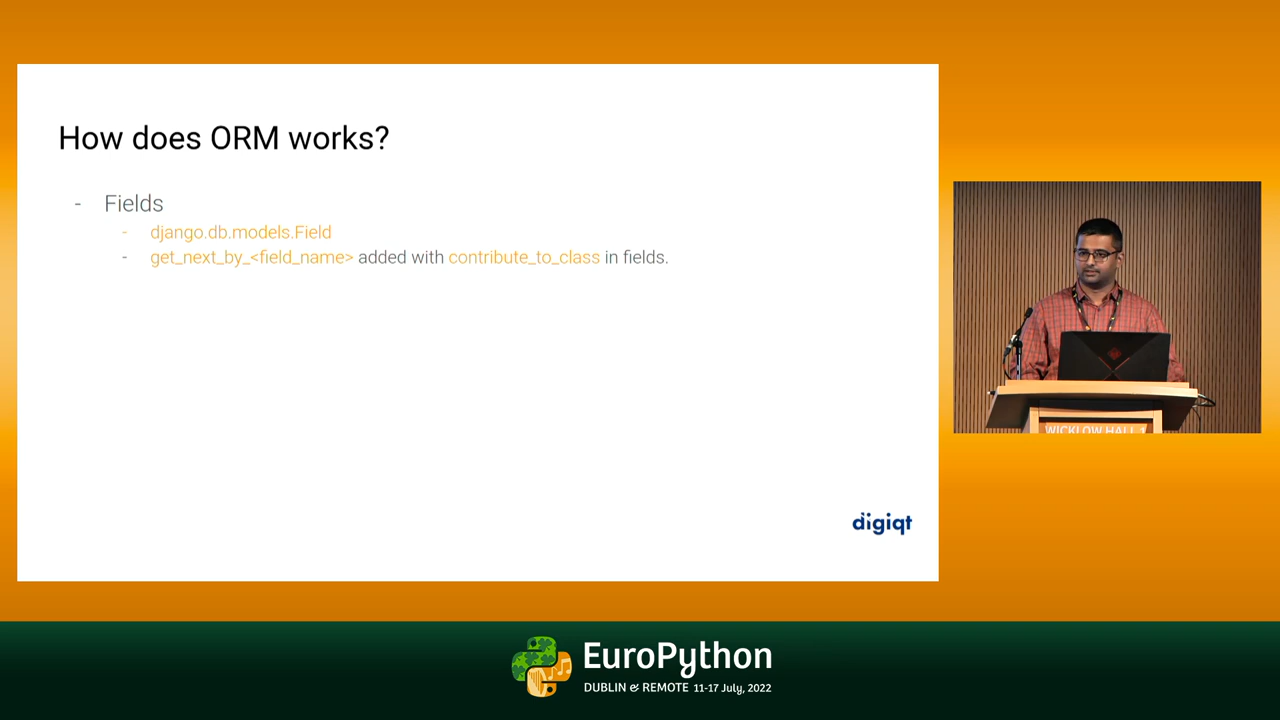 How does ORM works?
- Fields
- django.db.models.Field
- get_next_by_<field_name> added with contribute_to_class in fields.
digiqt
WICKLOW HALL 1
EuroPython
DUBLIN & REMOTE 11-17 July, 2022